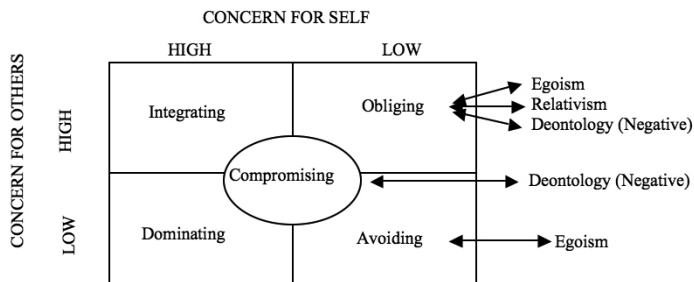 CONCERN FOR SELF
HIGH LOW
CONCERN FOR OTHERS
HIGH
LOW
Integrating
Obliging
Egoism
Relativism
Deontology (Negative)
Compromising
Deontology (Negative)
Dominating
Avoiding
Egoism